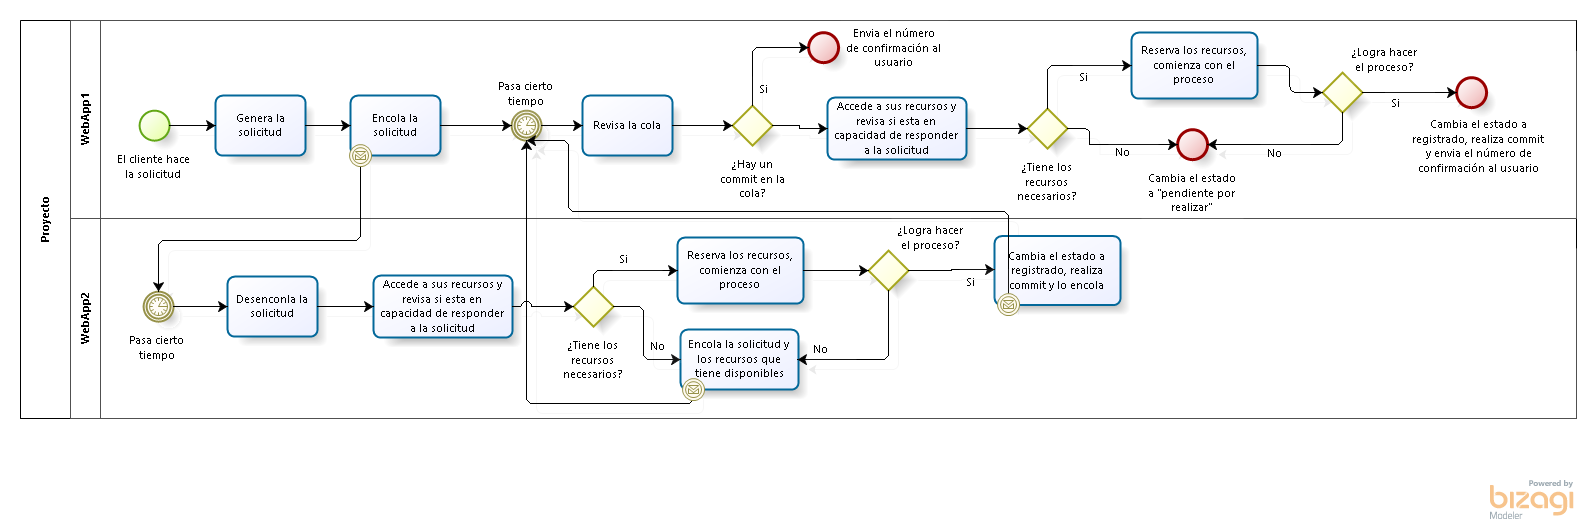 Proyecto
WebApp1
El cliente hace
la solicitud
Genera la
solicitud
Encola la
solicitud
Pasa cierto
tiempo
Revisa la cola
¿Hay un
commit en la
cola?
Si
Envia el número
de confirmación al
usuario
Accede a sus recursos y
revisa si esta en
capacidad de responder
a la solicitud
¿Tiene los
recursos
necesarios?
Si
Reserva los recursos,
comienza con el
proceso
No
Cambia el estado
a "pendiente por
realizar"
¿Logra hacer
el proceso?
No
Si
Cambia el estado a
registrado, realiza commit
y envia el número de
confirmación al usuario
WebApp2
Pasa cierto
tiempo
Desenconla la
solicitud
Accede a sus recursos y
revisa si esta en
capacidad de responder
a la solicitud
¿Tiene los
recursos
necesarios?
Si
Reserva los recursos,
comienza con el
proceso
No
Encola la solicitud y
los recursos que
tiene disponibles
¿Logra hacer
el proceso?
No
Si
Cambia el estado a
registrado, realiza
commit y lo encola
Powered by
bizagi
Modeler